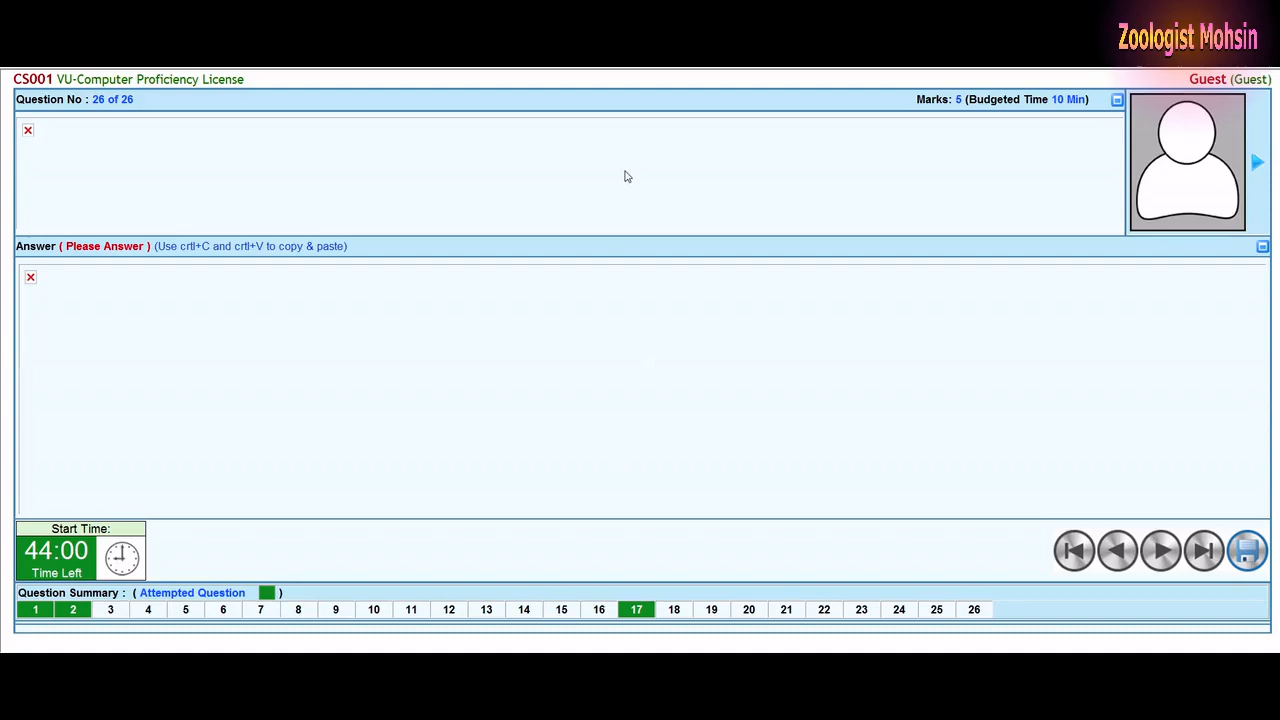 Zoologist Mohsin
CS001 VU-Computer Proficiency License
Guest (Guest)
Question No : 26 of 26
Marks: 5 (Budgeted Time 10 Min)
Answer ( Please Answer ) (Use crtl+C and crtl+V to copy & paste)
Start Time:
44:00
Time Left
Question Summary : ( Attempted Question )
1 2 3 4 5 6 7 8 9 10 11 12 13 14 15 16 17 18 19 20 21 22 23 24 25 26